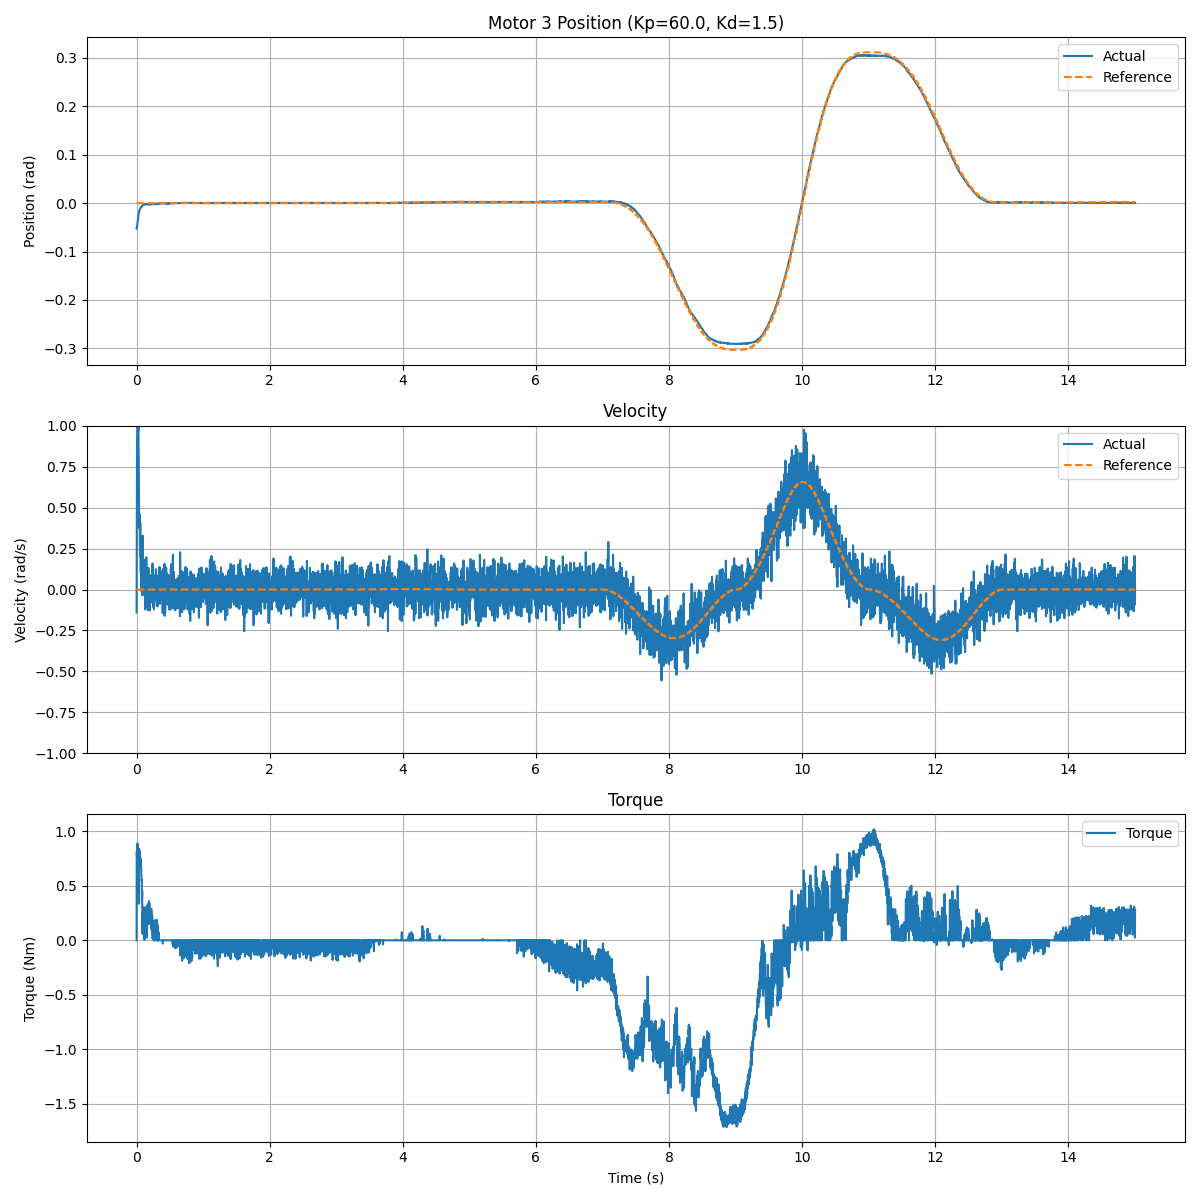 Motor 3 Position (Kp=60.0, Kd=1.5)
Position (rad)
0.3
0.2
0.1
0.0
−0.1
−0.2
−0.3
Actual
Reference
0 2 4 6 8 10 12 14
Velocity
Velocity (rad/s)
1.00
0.75
0.50
0.25
0.00
−0.25
−0.50
−0.75
−1.00
Actual
Reference
0 2 4 6 8 10 12 14
Torque
Torque (Nm)
1.0
0.5
0.0
−0.5
−1.0
−1.5
Torque
0 2 4 6 8 10 12 14
Time (s)